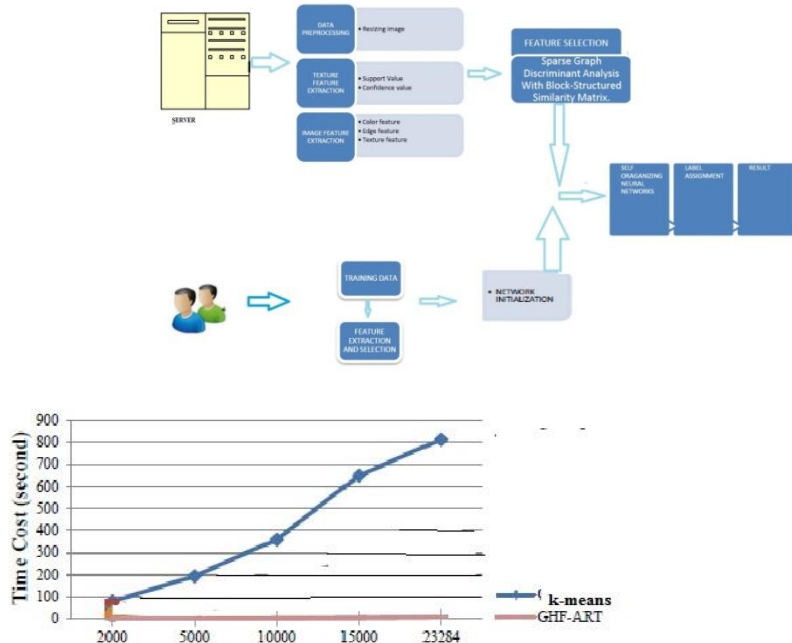 SERVER
DATA PREPROCESSING
• Resizing Image
TEXTURE FEATURE EXTRACTION
• Support Value
• Confidence value
IMAGE FEATURE EXTRACTION
• Color feature
• Edge feature
• Texture feature
FEATURE SELECTION
Sparse Graph
Discriminant Analysis
With Block-Structured
Similarity Matrix.
SELF
ORAGANIZING
NEURAL
NETWORKS
LABEL
ASSIGNMENT
RESULT
TRAINING DATA
FEATURE
EXTRACTION
AND SELECTION
• NETWORK
INITIALIZATION
Time Cost (second)
900
800
700
600
500
400
300
200
100
0
2000 5000 10000 15000 23284
k-means
GHF-ART